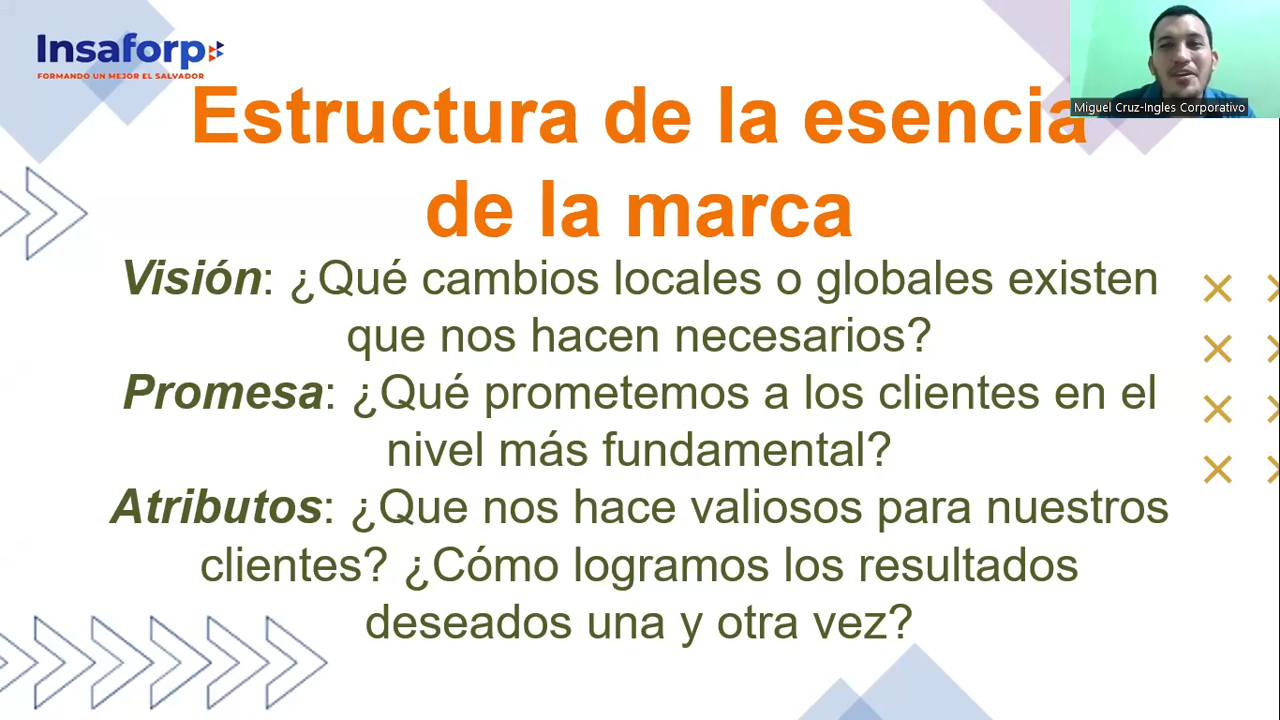 Insaforp
FORMANDO UN MEJOR EL SALVADOR
Miguel Cruz-Ingles Corporativo
Estructura de la esencia
de la marca
Visión: ¿Qué cambios locales o globales existen
que nos hacen necesarios?
Promesa: ¿Qué prometemos a los clientes en el
nivel más fundamental?
Atributos: ¿Que nos hace valiosos para nuestros
clientes? ¿Cómo logramos los resultados
deseados una y otra vez?